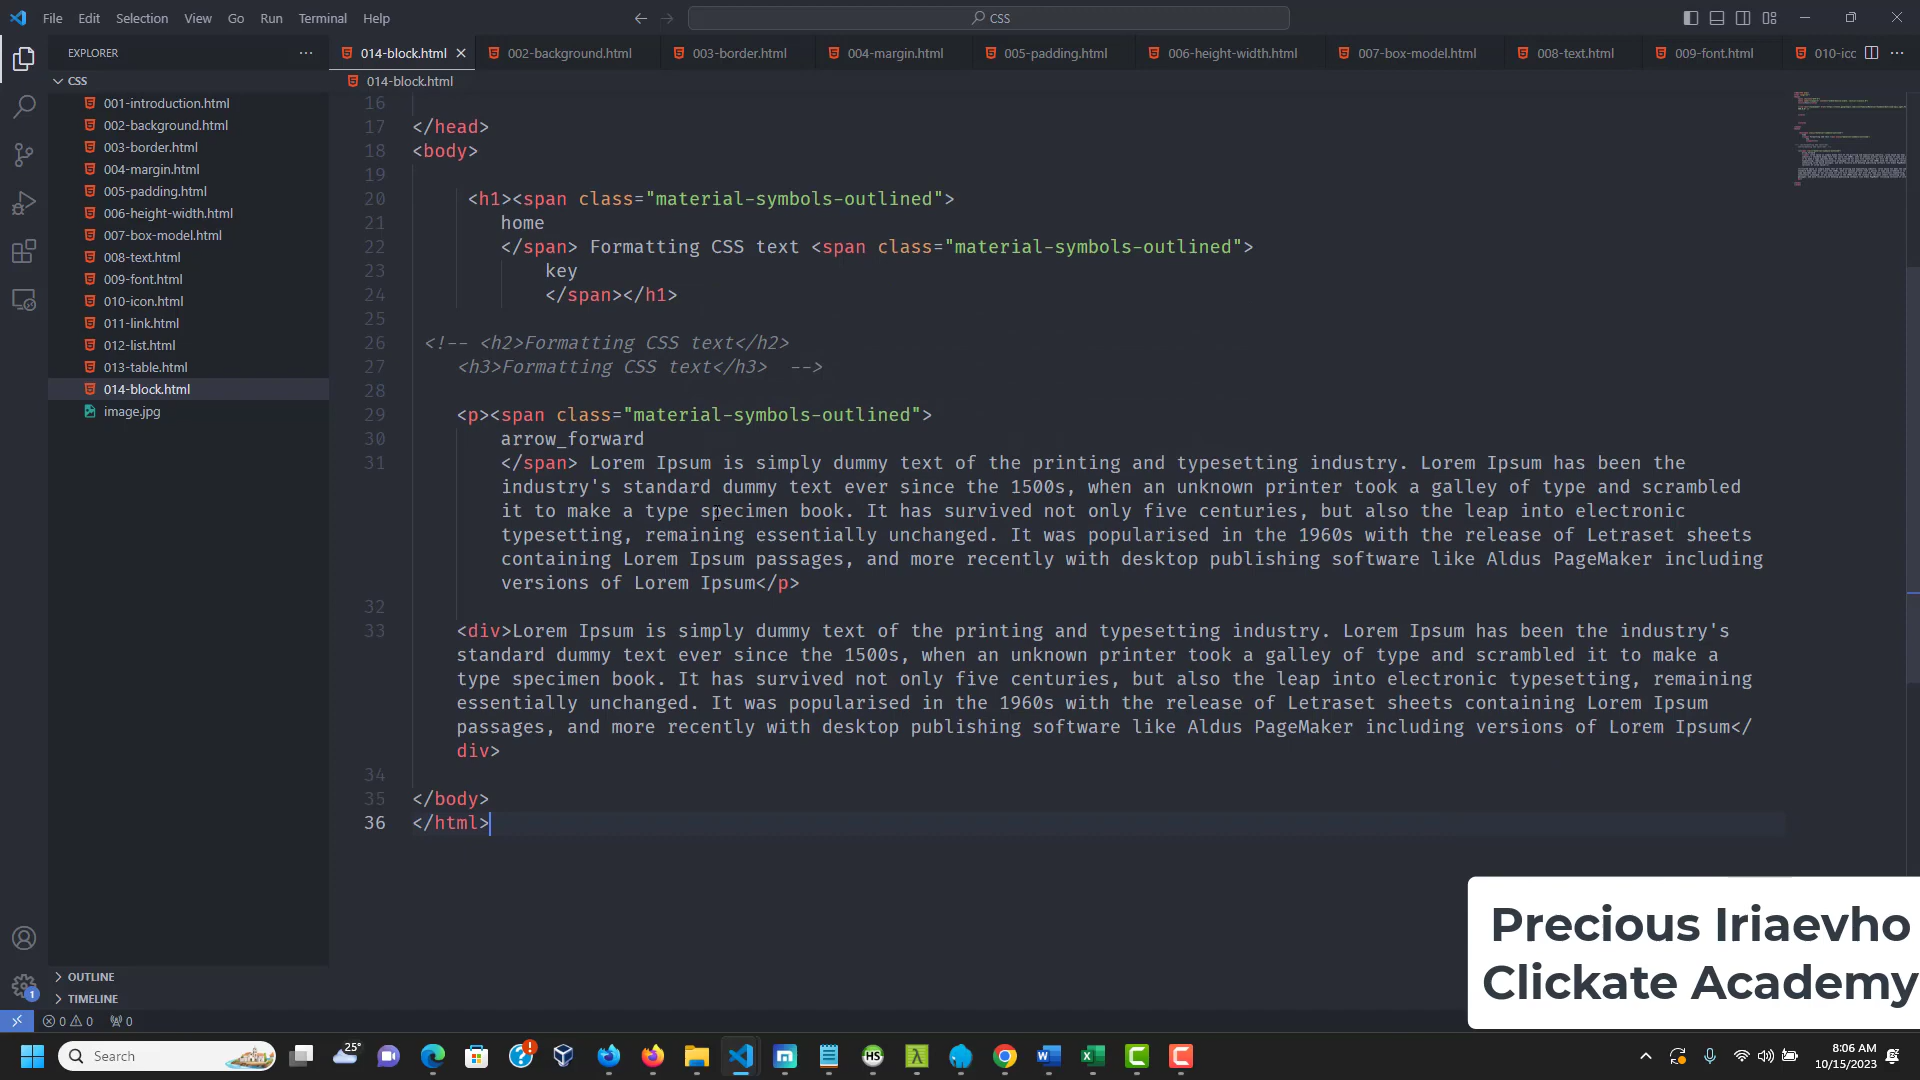 File Edit Selection View Go Run Terminal Help
CSS
EXPLORER
014-block.html 002-background.html 003-border.html 004-margin.html 005-padding.html 006-height-width.html 007-box-model.html 008-text.html 009-font.html 010-icc
CSS
014-block.html
001-introduction.html
002-background.html
003-border.html
004-margin.html
005-padding.html
006-height-width.html
007-box-model.html
008-text.html
009-font.html
010-icon.html
011-link.html
012-list.html
013-table.html
014-block.html
image.jpg
16
17 </head>
18 <body>
19
20 <h1><span class="material-symbols-outlined">
21 home
22 </span> Formatting CSS text <span class="material-symbols-outlined">
23 key
24 </span></h1>
25
26 <!-- <h2>Formatting CSS text</h2>
27 <h3>Formatting CSS text</h3> -->
28
29 <p><span class="material-symbols-outlined">
30 arrow_forward
31 </span> Lorem Ipsum is simply dummy text of the printing and typesetting industry. Lorem Ipsum has been the
industry's standard dummy text ever since the 1500s, when an unknown printer took a galley of type and scrambled
it to make a type specimen book. It has survived not only five centuries, but also the leap into electronic
typesetting, remaining essentially unchanged. It was popularised in the 1960s with the release of Letraset sheets
containing Lorem Ipsum passages, and more recently with desktop publishing software like Aldus PageMaker including
versions of Lorem Ipsum</p>
32
33 <div>Lorem Ipsum is simply dummy text of the printing and typesetting industry. Lorem Ipsum has been the industry's
standard dummy text ever since the 1500s, when an unknown printer took a galley of type and scrambled it to make a
type specimen book. It has survived not only five centuries, but also the leap into electronic typesetting, remaining
essentially unchanged. It was popularised in the 1960s with the release of Letraset sheets containing Lorem Ipsum
passages, and more recently with desktop publishing software like Aldus PageMaker including versions of Lorem Ipsum</
div>
34
35 </body>
36 </html>
Precious Iriaevho
Clickate Academy
OUTLINE
TIMELINE
1
0 0 0
Search
25°
HS
8:06 AM
10/15/2023